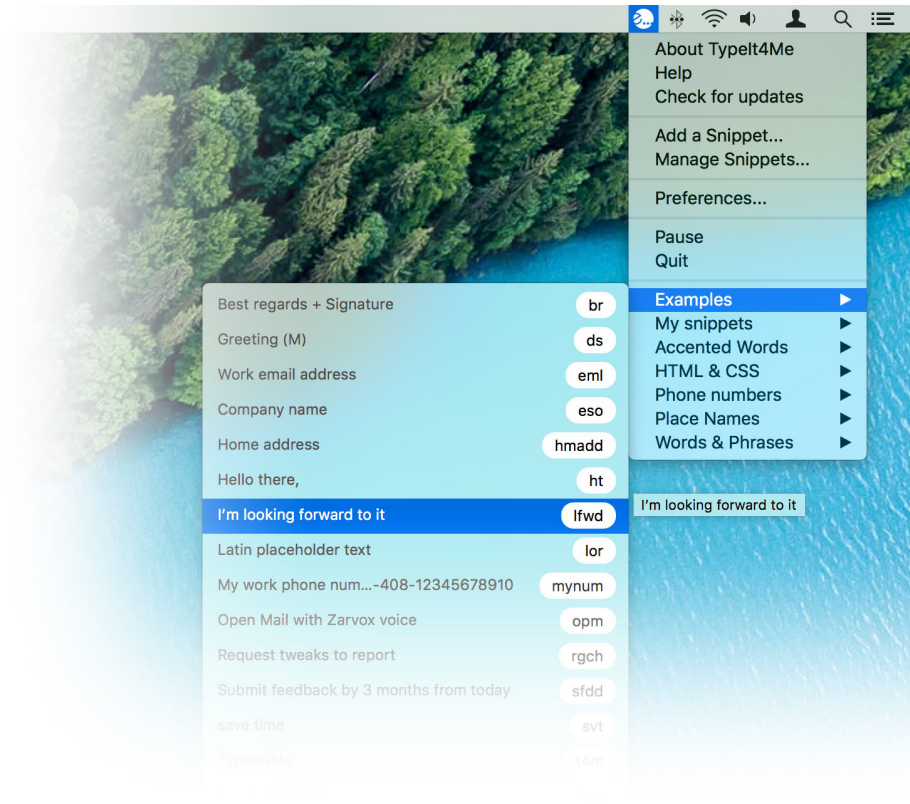 About TypeIt4Me
Help
Check for updates
Add a Snippet...
Manage Snippets...
Preferences...
Pause
Quit
Examples
My snippets
Accented Words
HTML & CSS
Phone numbers
Place Names
Words & Phrases
Best regards + Signature br
Greeting (M) ds
Work email address eml
Company name eso
Home address hmadd
Hello there, ht
I'm looking forward to it lfwd
I'm looking forward to it
Latin placeholder text lor
My work phone num...-408-12345678910 mynum
Open Mail with Zarvox voice opm
Request tweaks to report rgch
Submit feedback by 3 months from today sfdd
save time svt
TypeIt4Me t4m